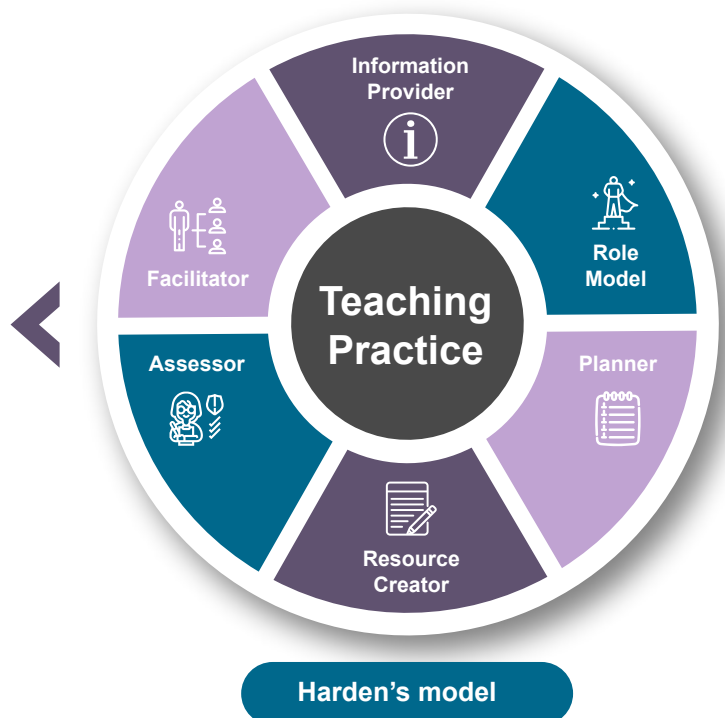 Information
Provider
Role
Model
Planner
Resource
Creator
Assessor
Facilitator
Teaching
Practice
Harden's model